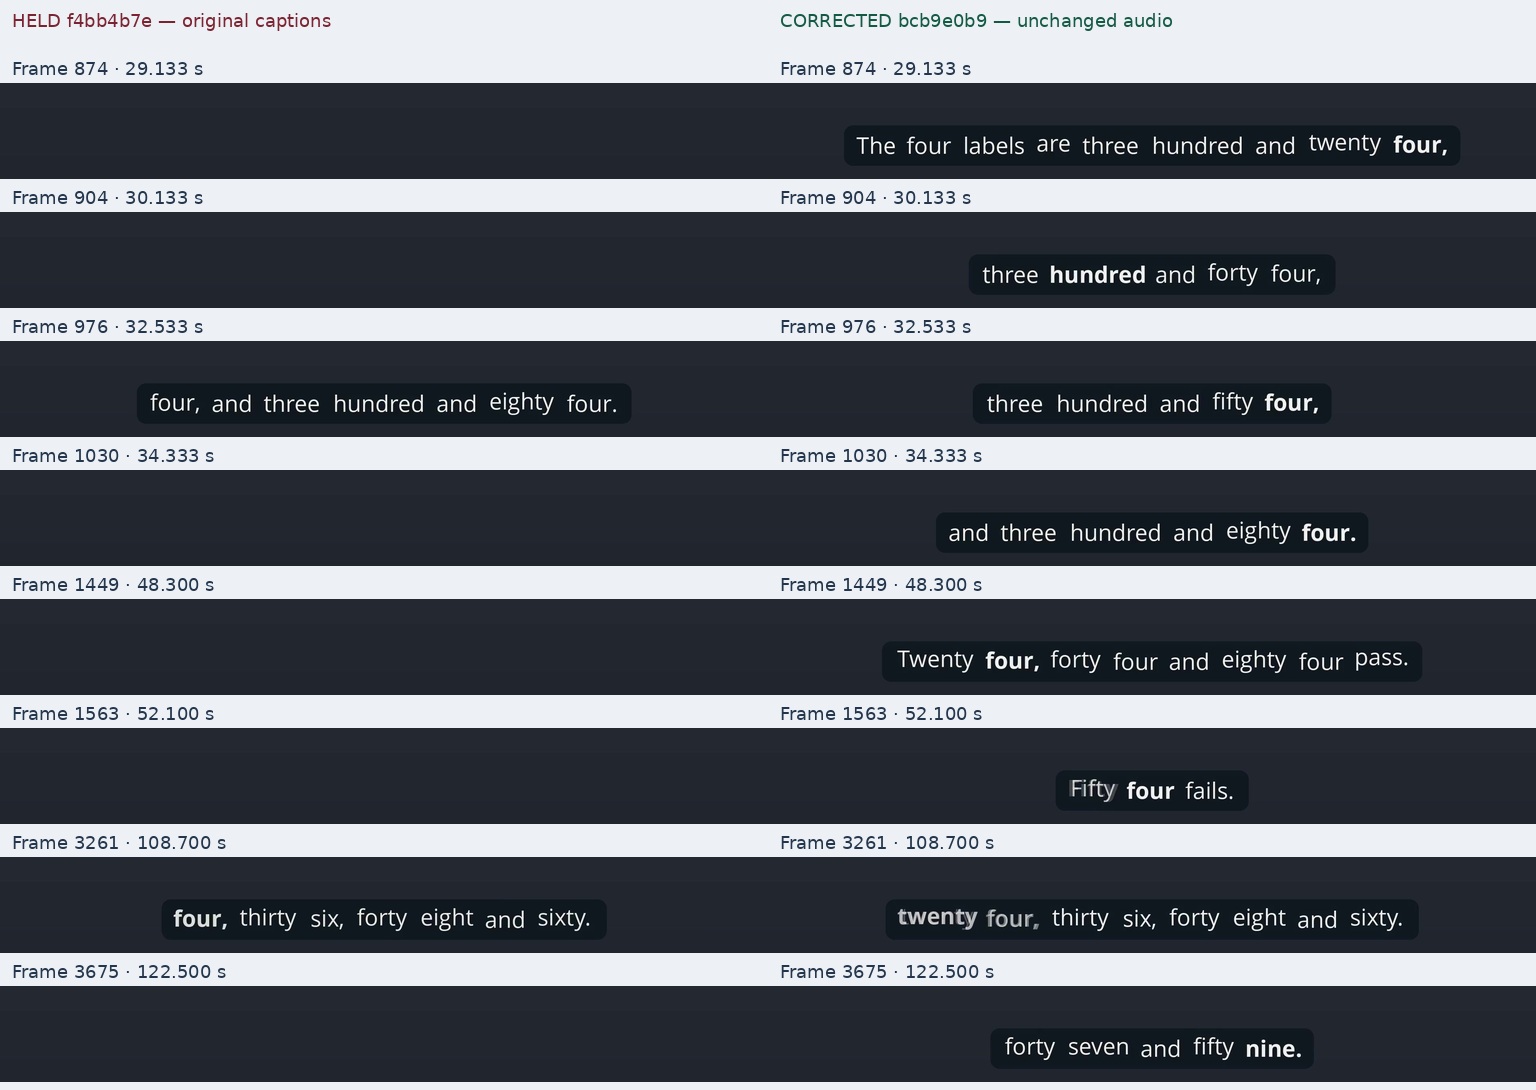 HELD f4bb4b7e — original captions
CORRECTED bcb9e0b9 — unchanged audio
Frame 874 · 29.133 s
Frame 874 · 29.133 s
The four labels are three hundred and twenty four,
Frame 904 · 30.133 s
Frame 904 · 30.133 s
three hundred and forty four,
Frame 976 · 32.533 s
Frame 976 · 32.533 s
four, and three hundred and eighty four.
three hundred and fifty four,
Frame 1030 · 34.333 s
Frame 1030 · 34.333 s
and three hundred and eighty four.
Frame 1449 · 48.300 s
Frame 1449 · 48.300 s
Twenty four, forty four and eighty four pass.
Frame 1563 · 52.100 s
Frame 1563 · 52.100 s
Fifty four fails.
Frame 3261 · 108.700 s
Frame 3261 · 108.700 s
four, thirty six, forty eight and sixty.
twenty four, thirty six, forty eight and sixty.
Frame 3675 · 122.500 s
Frame 3675 · 122.500 s
forty seven and fifty nine.